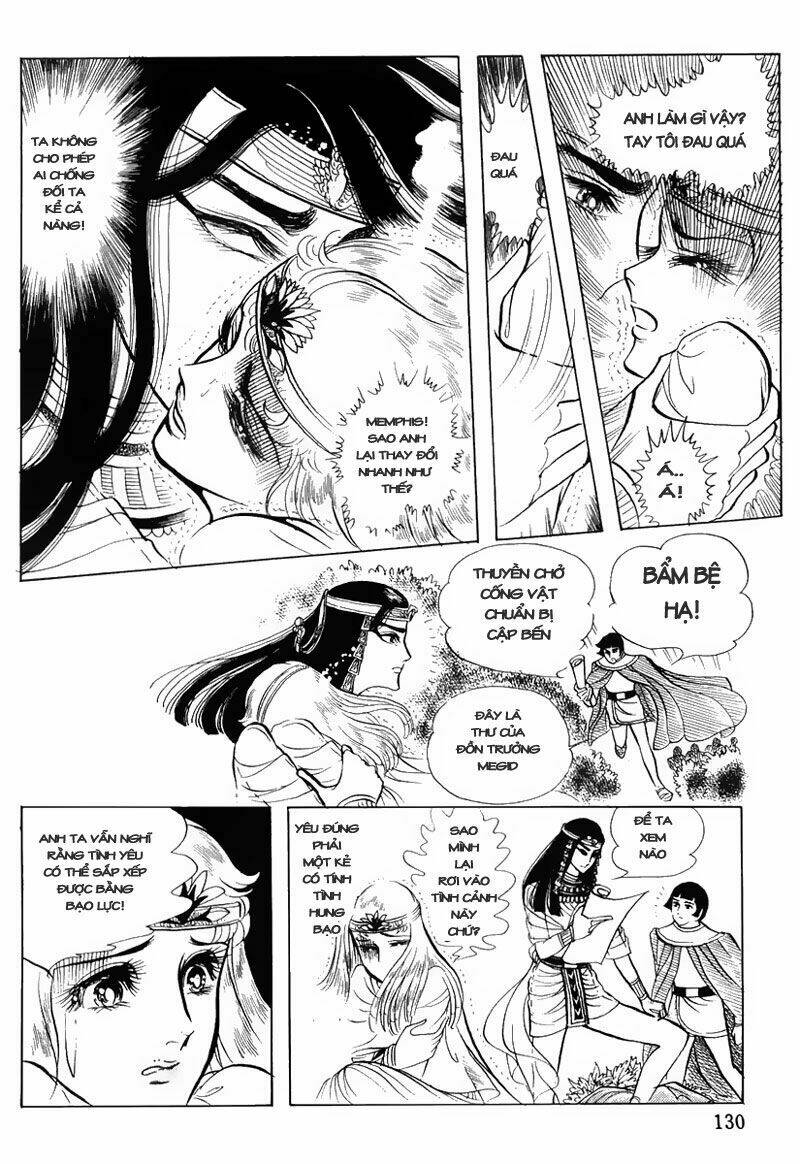 TA KHÔNG
CHO PHÉP
AI CHỐNG
ĐỐI TA
KỂ CẢ
NÀNG!
MEMPHIS!
SAO ANH
LẠI THAY ĐỔI
NHANH NHƯ
THẾ?
ĐAU
QUÁ
ANH LÀM GÌ VẬY?
TAY TÔI ĐAU QUÁ
Á..
Á!
THUYỀN CHỞ
CỐNG VẬT
CHUẨN BỊ
CẬP BẾN
BẨM BỆ
HẠ!
ĐÂY LÁ
THƯ CỦA
ĐỒN TRƯỞNG
MEGID
ANH TA VẪN NGHĨ
RẰNG TÌNH YÊU
CÓ THỂ SẮP XẾP
ĐƯỢC BẰNG
BẠO LỰC!
YÊU ĐÚNG
PHẢI
MỘT KẺ
CÓ TÍNH
TÌNH
HUNG
BẠO
SAO
MÌNH
LẠI
RƠI VÀO
TÌNH CẢNH
NÀY
CHỨ?
ĐỂ TA
XEM
NÀO
130